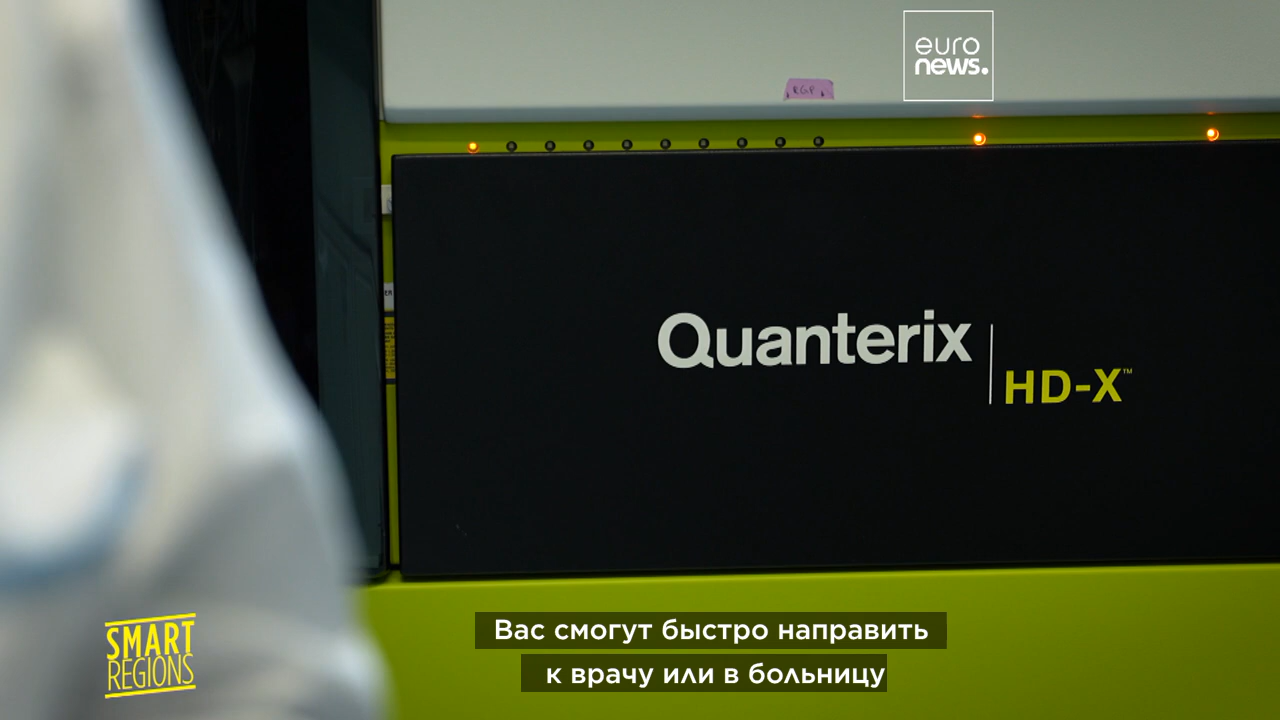 euro
news.
RGP
Quanterix
HD-X™
SMART
REGIONS
Вас смогут быстро направить
к врачу или в больницу